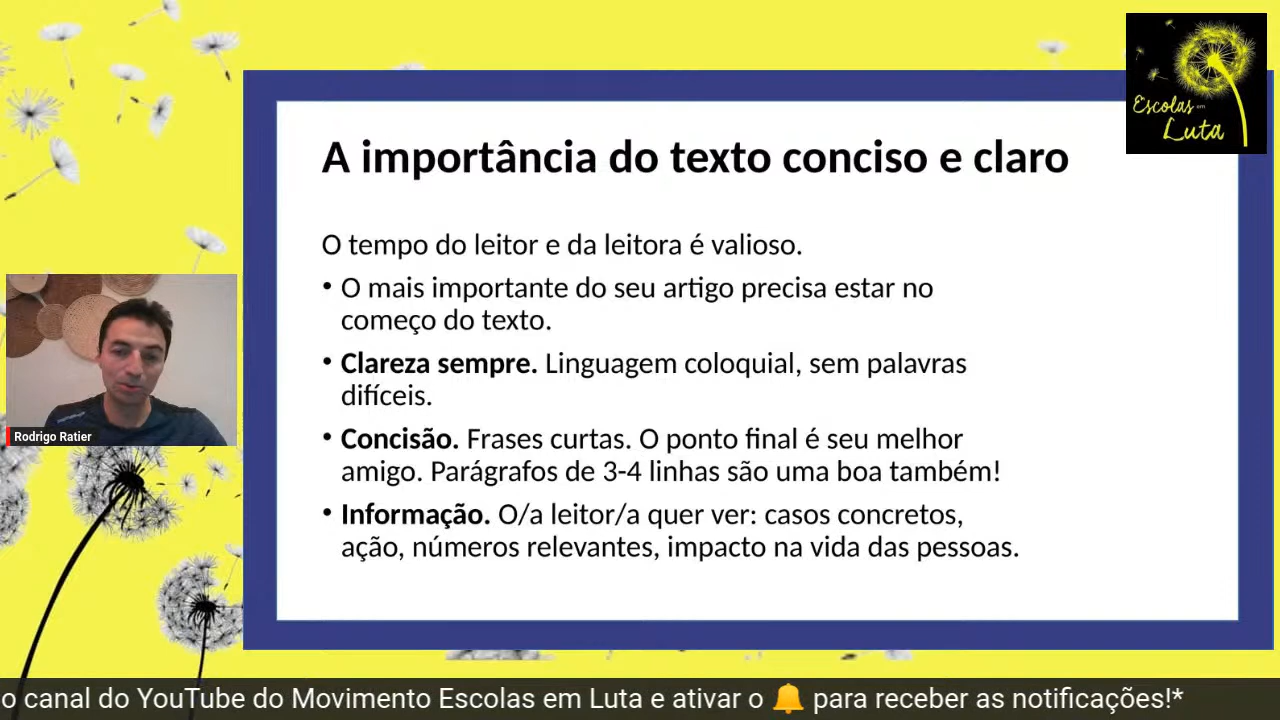 Escolas em
Luta
A importância do texto conciso e claro
O tempo do leitor e da leitora é valioso.
• O mais importante do seu artigo precisa estar no
começo do texto.
• Clareza sempre. Linguagem coloquial, sem palavras
difíceis.
• Concisão. Frases curtas. O ponto final é seu melhor
amigo. Parágrafos de 3-4 linhas são uma boa também!
• Informação. O/a leitor/a quer ver: casos concretos,
ação, números relevantes, impacto na vida das pessoas.
Rodrigo Ratier
o canal do YouTube do Movimento Escolas em Luta e ativar o 🔔 para receber as notificações!*